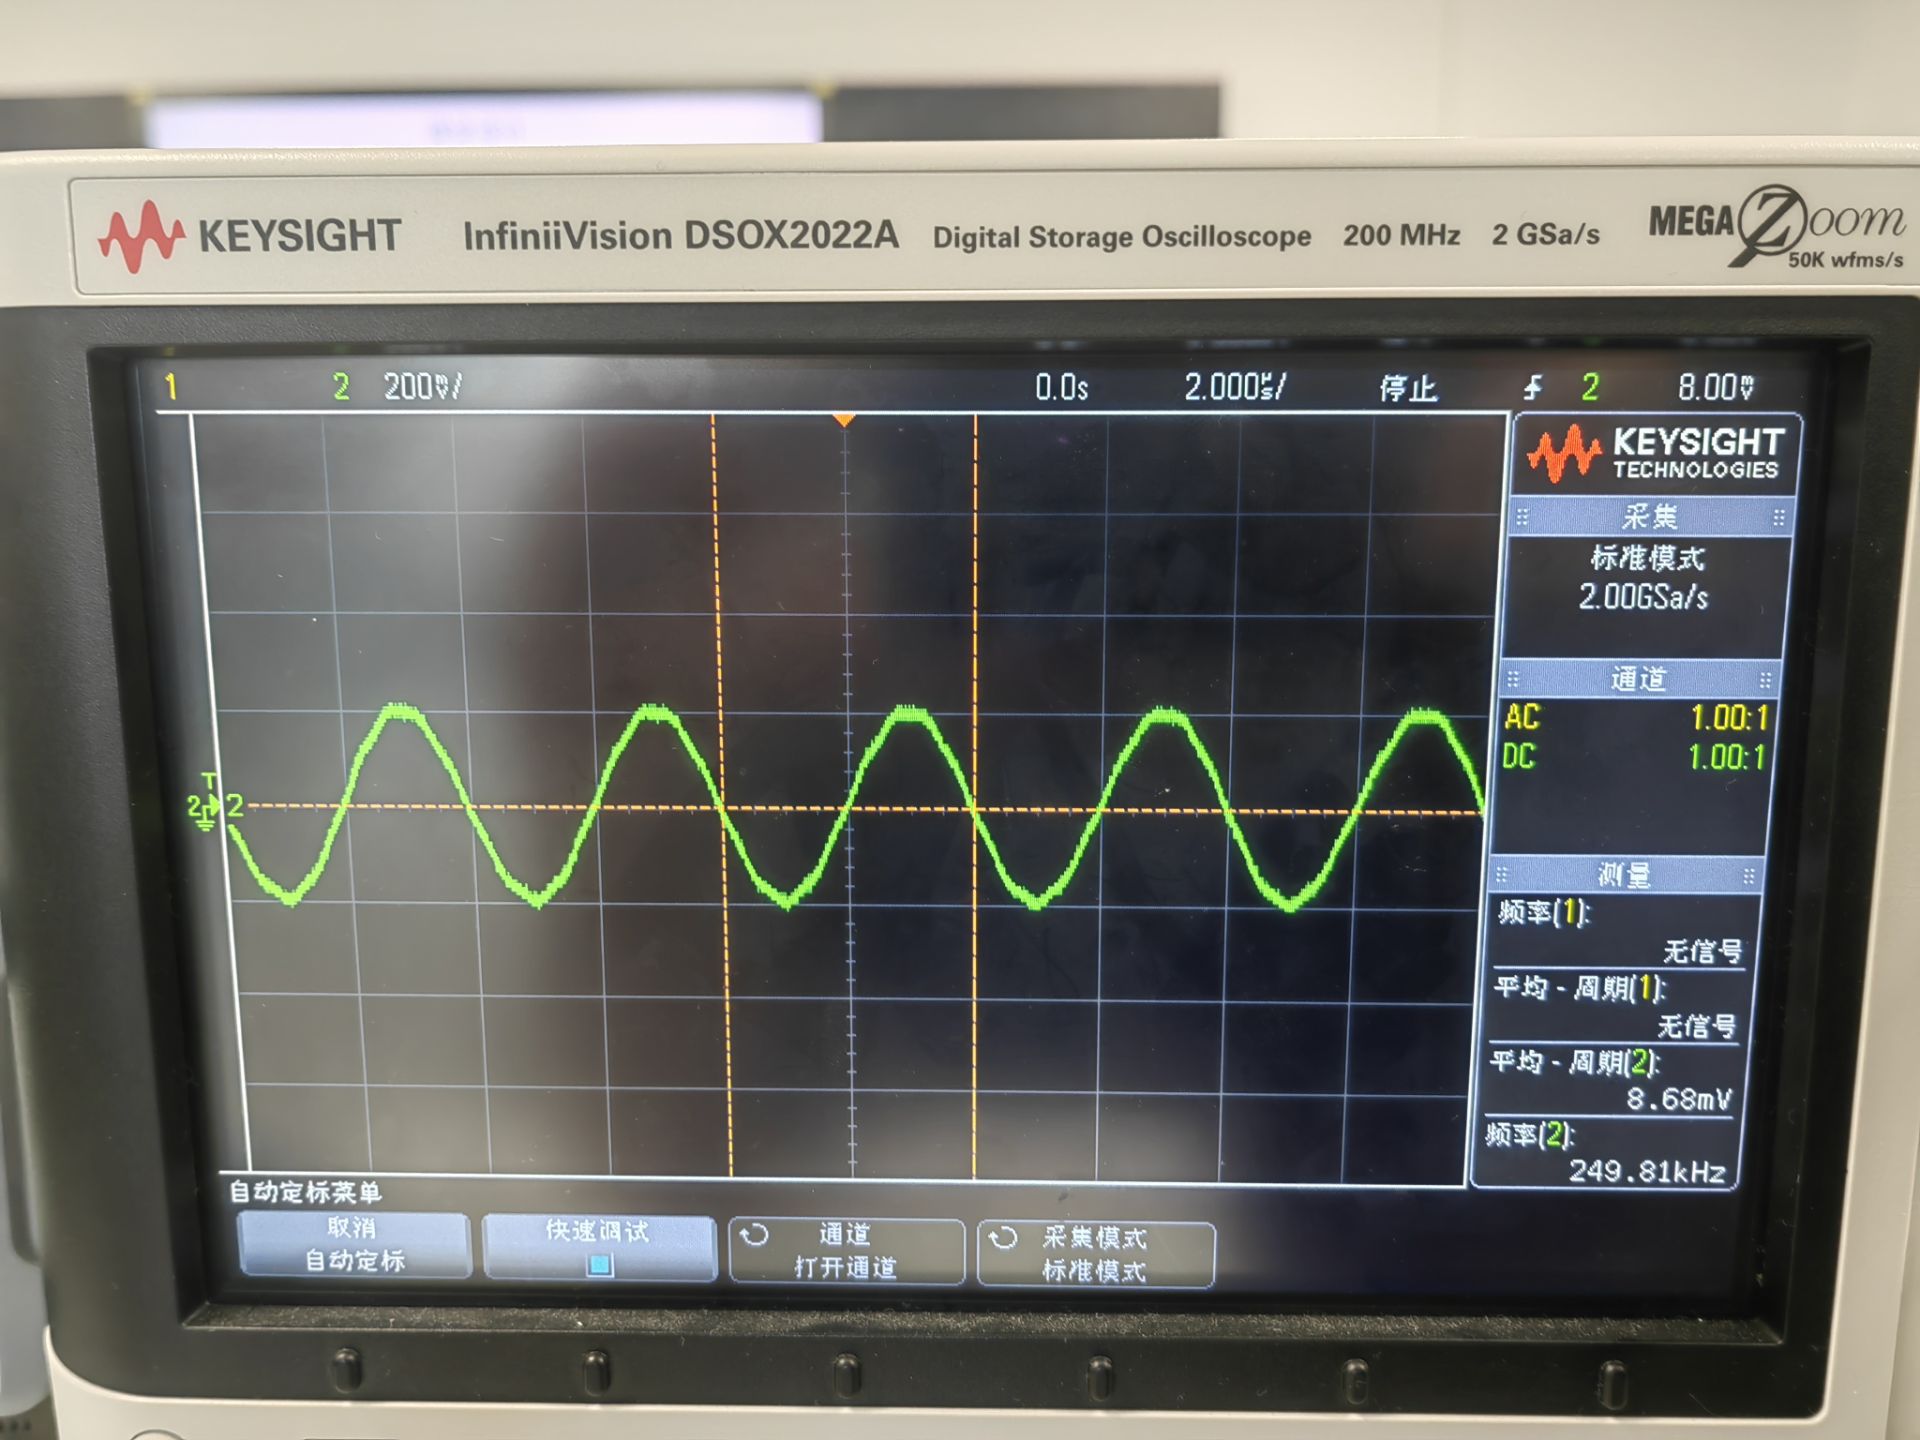 KEYSIGHT InfiniiVision DSOX2022A Digital Storage Oscilloscope 200 MHz 2 GSa/s MEGA Zoom
50K wfms/s
1 2 200mV/ 0.0s 2.000us/ 停止 2 8.00mV
KEYSIGHT
TECHNOLOGIES
采集
标准模式
2.00GSa/s
通道
AC 1.00:1
DC 1.00:1
T
2 2
测量
频率(1):
无信号
平均 - 周期(1):
无信号
平均 - 周期(2):
8.68mV
频率(2):
249.81kHz
自动定标菜单
取消
自动定标
快速调试
通道
打开通道
采集模式
标准模式